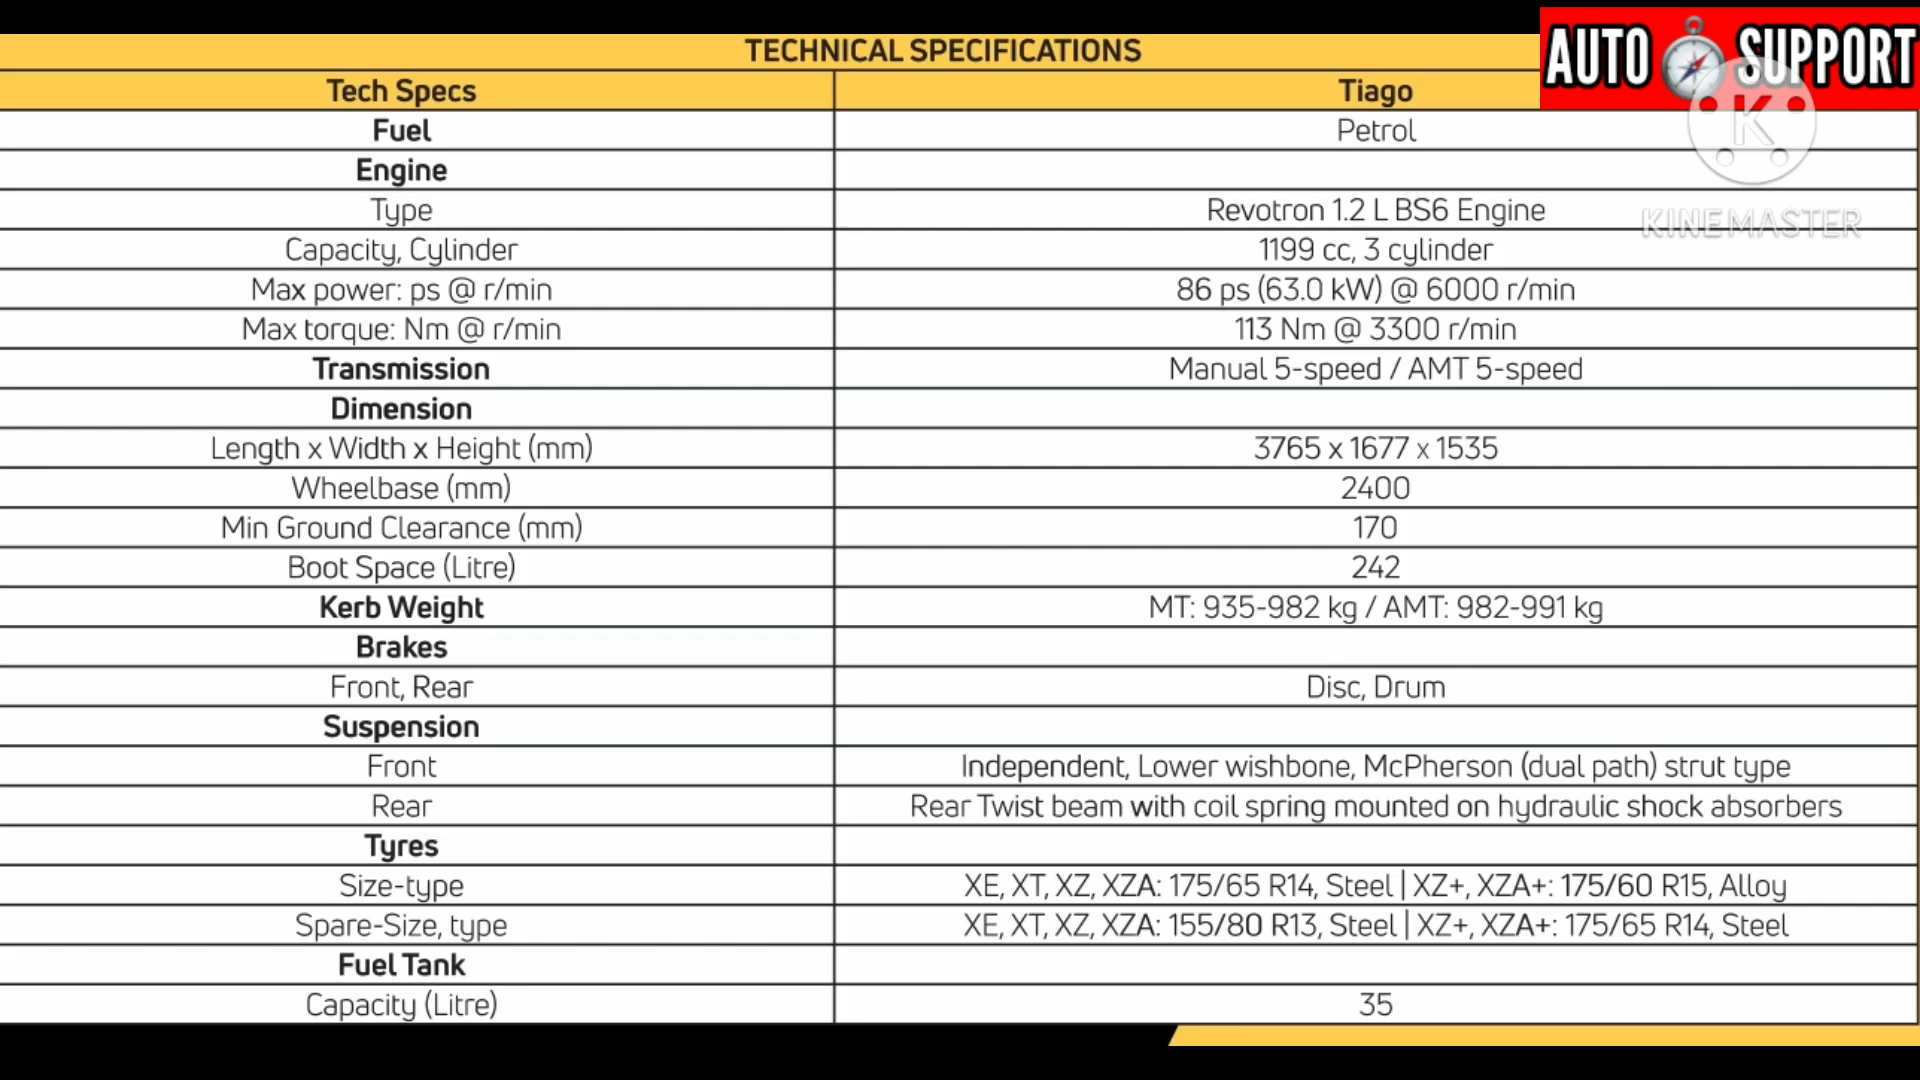 TECHNICAL SPECIFICATIONS
AUTO SUPPORT
Tech Specs Tiago
Fuel Petrol
K
Engine
Type Revotron 1.2 L BS6 Engine
KINEMASTER
Capacity, Cylinder 1199 cc, 3 cylinder
Max power: ps @ r/min 86 ps (63.0 kW) @ 6000 r/min
Max torque: Nm @ r/min 113 Nm @ 3300 r/min
Transmission Manual 5-speed / AMT 5-speed
Dimension
Length x Width x Height (mm) 3765 x 1677 x 1535
Wheelbase (mm) 2400
Min Ground Clearance (mm) 170
Boot Space (Litre) 242
Kerb Weight MT: 935-982 kg / AMT: 982-991 kg
Brakes
Front, Rear Disc, Drum
Suspension
Front Independent, Lower wishbone, McPherson (dual path) strut type
Rear Rear Twist beam with coil spring mounted on hydraulic shock absorbers
Tyres
Size-type XE, XT, XZ, XZA: 175/65 R14, Steel | XZ+, XZA+: 175/60 R15, Alloy
Spare-Size, type XE, XT, XZ, XZA: 155/80 R13, Steel | XZ+, XZA+: 175/65 R14, Steel
Fuel Tank
Capacity (Litre) 35